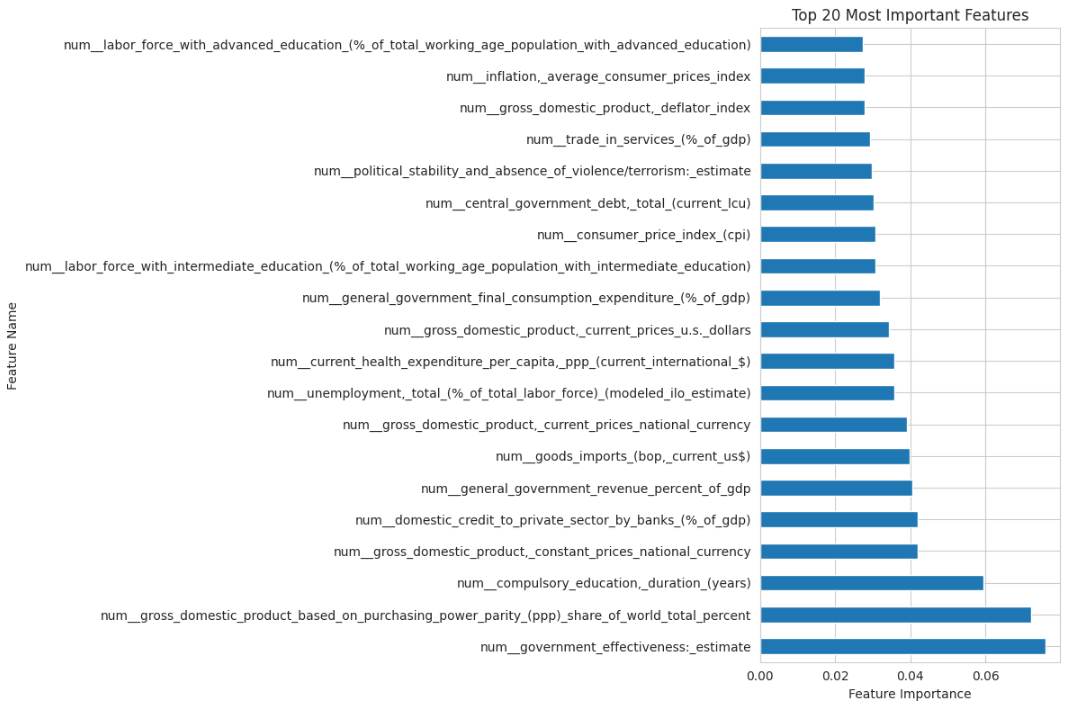 Top 20 Most Important Features
num__labor_force_with_advanced_education_(%_of_total_working_age_population_with_advanced_education)
num__inflation,_average_consumer_prices_index
num__gross_domestic_product,_deflator_index
num__trade_in_services_(%_of_gdp)
num__political_stability_and_absence_of_violence/terrorism:_estimate
num__central_government_debt,_total_(current_lcu)
num__consumer_price_index_(cpi)
num__labor_force_with_intermediate_education_(%_of_total_working_age_population_with_intermediate_education)
num__general_government_final_consumption_expenditure_(%_of_gdp)
num__gross_domestic_product,_current_prices_u.s._dollars
num__current_health_expenditure_per_capita,_ppp_(current_international_$)
num__unemployment,_total_(%_of_total_labor_force)_(modeled_ilo_estimate)
num__gross_domestic_product,_current_prices_national_currency
num__goods_imports_(bop,_current_us$)
num__general_government_revenue_percent_of_gdp
num__domestic_credit_to_private_sector_by_banks_(%_of_gdp)
num__gross_domestic_product,_constant_prices_national_currency
num__compulsory_education,_duration_(years)
num__gross_domestic_product_based_on_purchasing_power_parity_(ppp)_share_of_world_total_percent
num__government_effectiveness:_estimate
Feature Name
0.00 0.02 0.04 0.06
Feature Importance